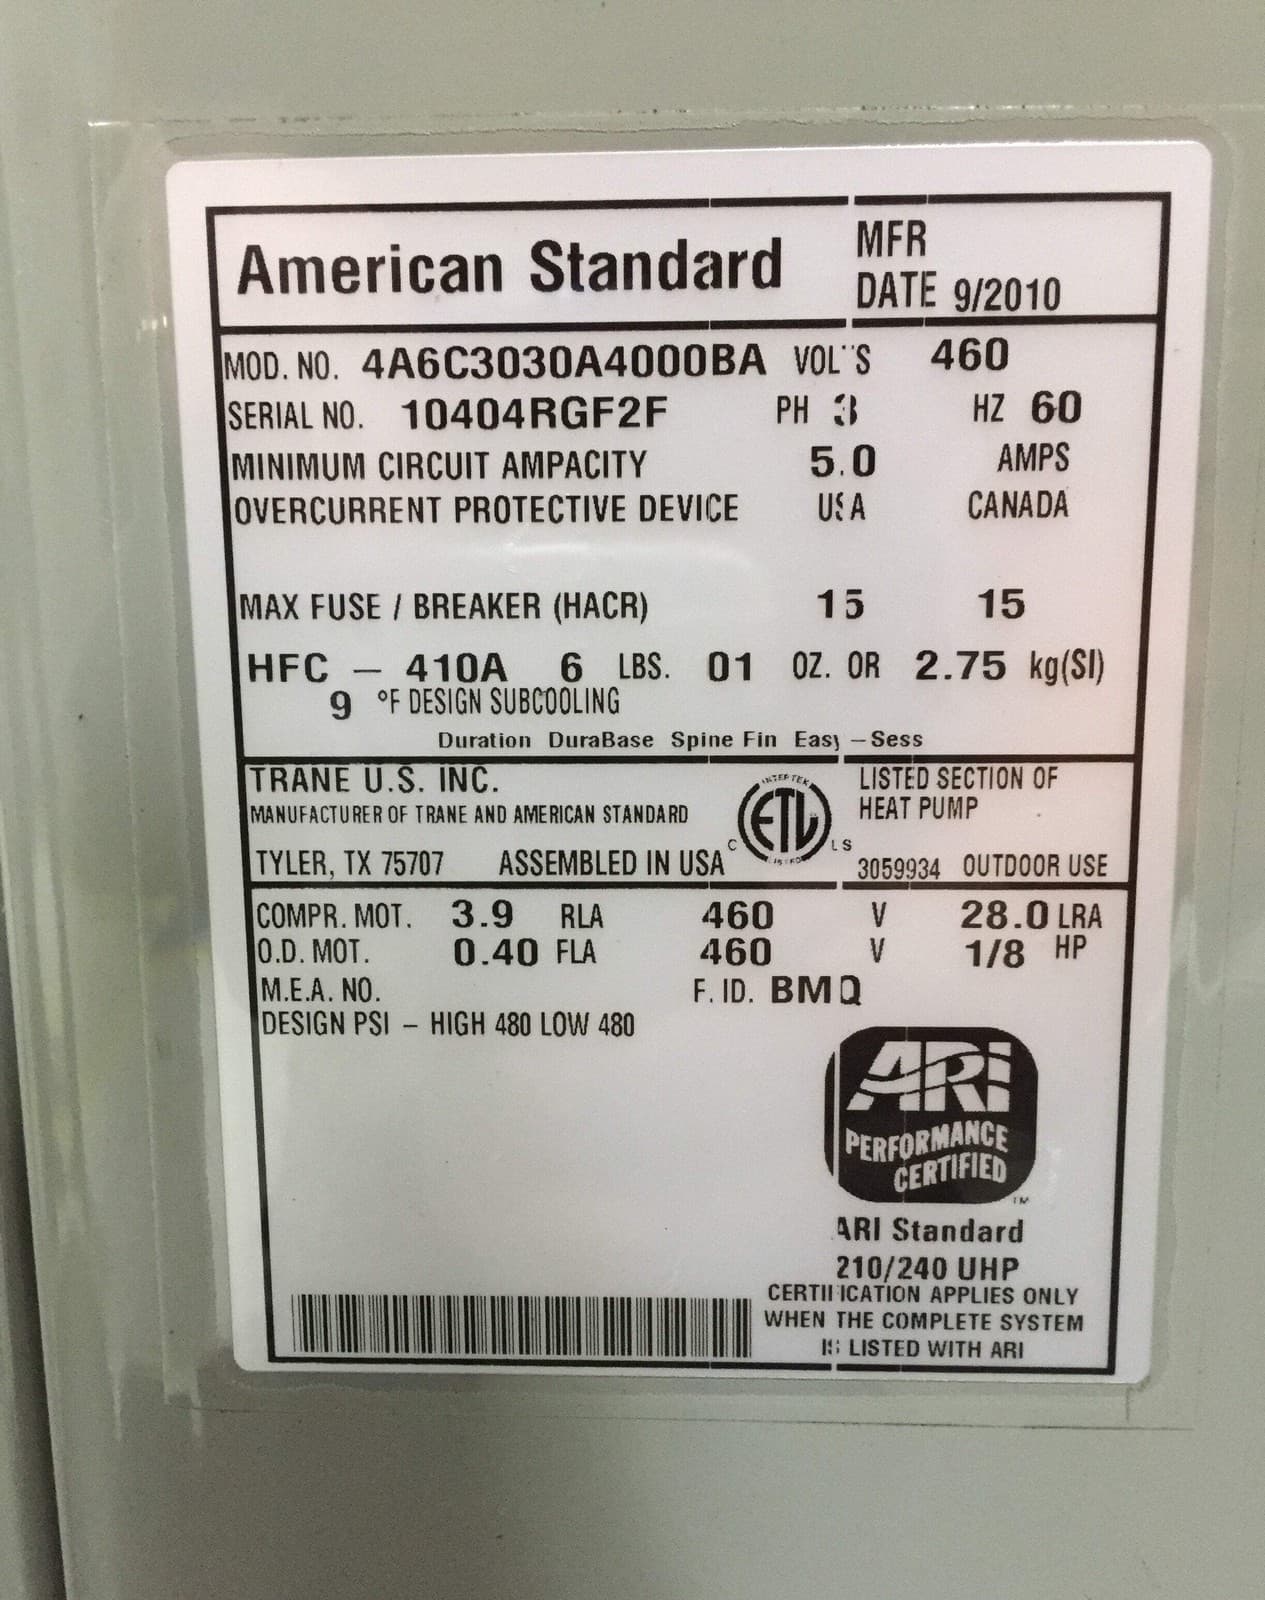 American Standard
MFR
DATE 9/2010
MOD. NO. 4A6C3030A4000BA VOLTS 460
SERIAL NO. 10404RGF2F PH 3 HZ 60
MINIMUM CIRCUIT AMPACITY 5.0 AMPS
OVERCURRENT PROTECTIVE DEVICE USA CANADA
MAX FUSE / BREAKER (HACR) 15 15
HFC – 410A 6 LBS. 01 OZ. OR 2.75 kg(SI)
9 °F DESIGN SUBCOOLING
Duration DuraBase Spine Fin Easy – Sess
TRANE U.S. INC.
MANUFACTURER OF TRANE AND AMERICAN STANDARD
TYLER, TX 75707 ASSEMBLED IN USA
INTERTEK
C ETL US
LISTED
LISTED SECTION OF
HEAT PUMP
3059934 OUTDOOR USE
COMPR. MOT. 3.9 RLA 460 V 28.0 LRA
O.D. MOT. 0.40 FLA 460 V 1/8 HP
M.E.A. NO. F. ID. BMQ
DESIGN PSI – HIGH 480 LOW 480
ARI
PERFORMANCE
CERTIFIED
TM
ARI Standard
210/240 UHP
CERTIFICATION APPLIES ONLY
WHEN THE COMPLETE SYSTEM
IS LISTED WITH ARI